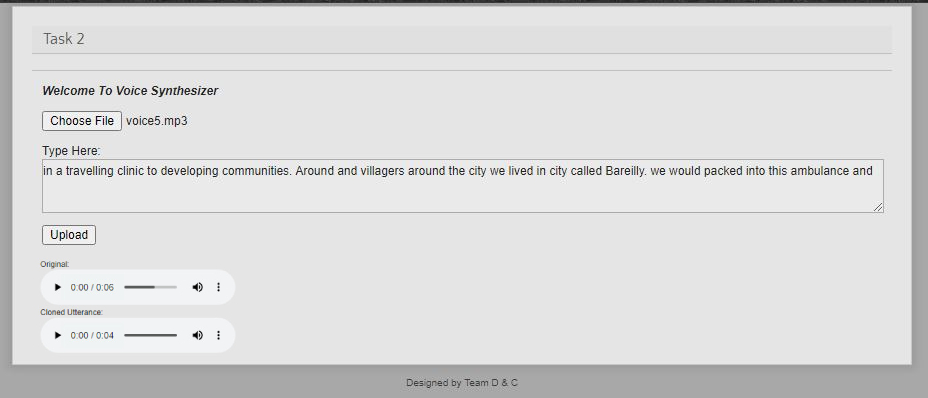 Task 2
Welcome To Voice Synthesizer
Choose File voice5.mp3
Type Here:
in a travelling clinic to developing communities. Around and villagers around the city we lived in city called Bareilly. we would packed into this ambulance and
Upload
Original:
0:00 / 0:06
Cloned Utterance:
0:00 / 0:04
Designed by Team D & C